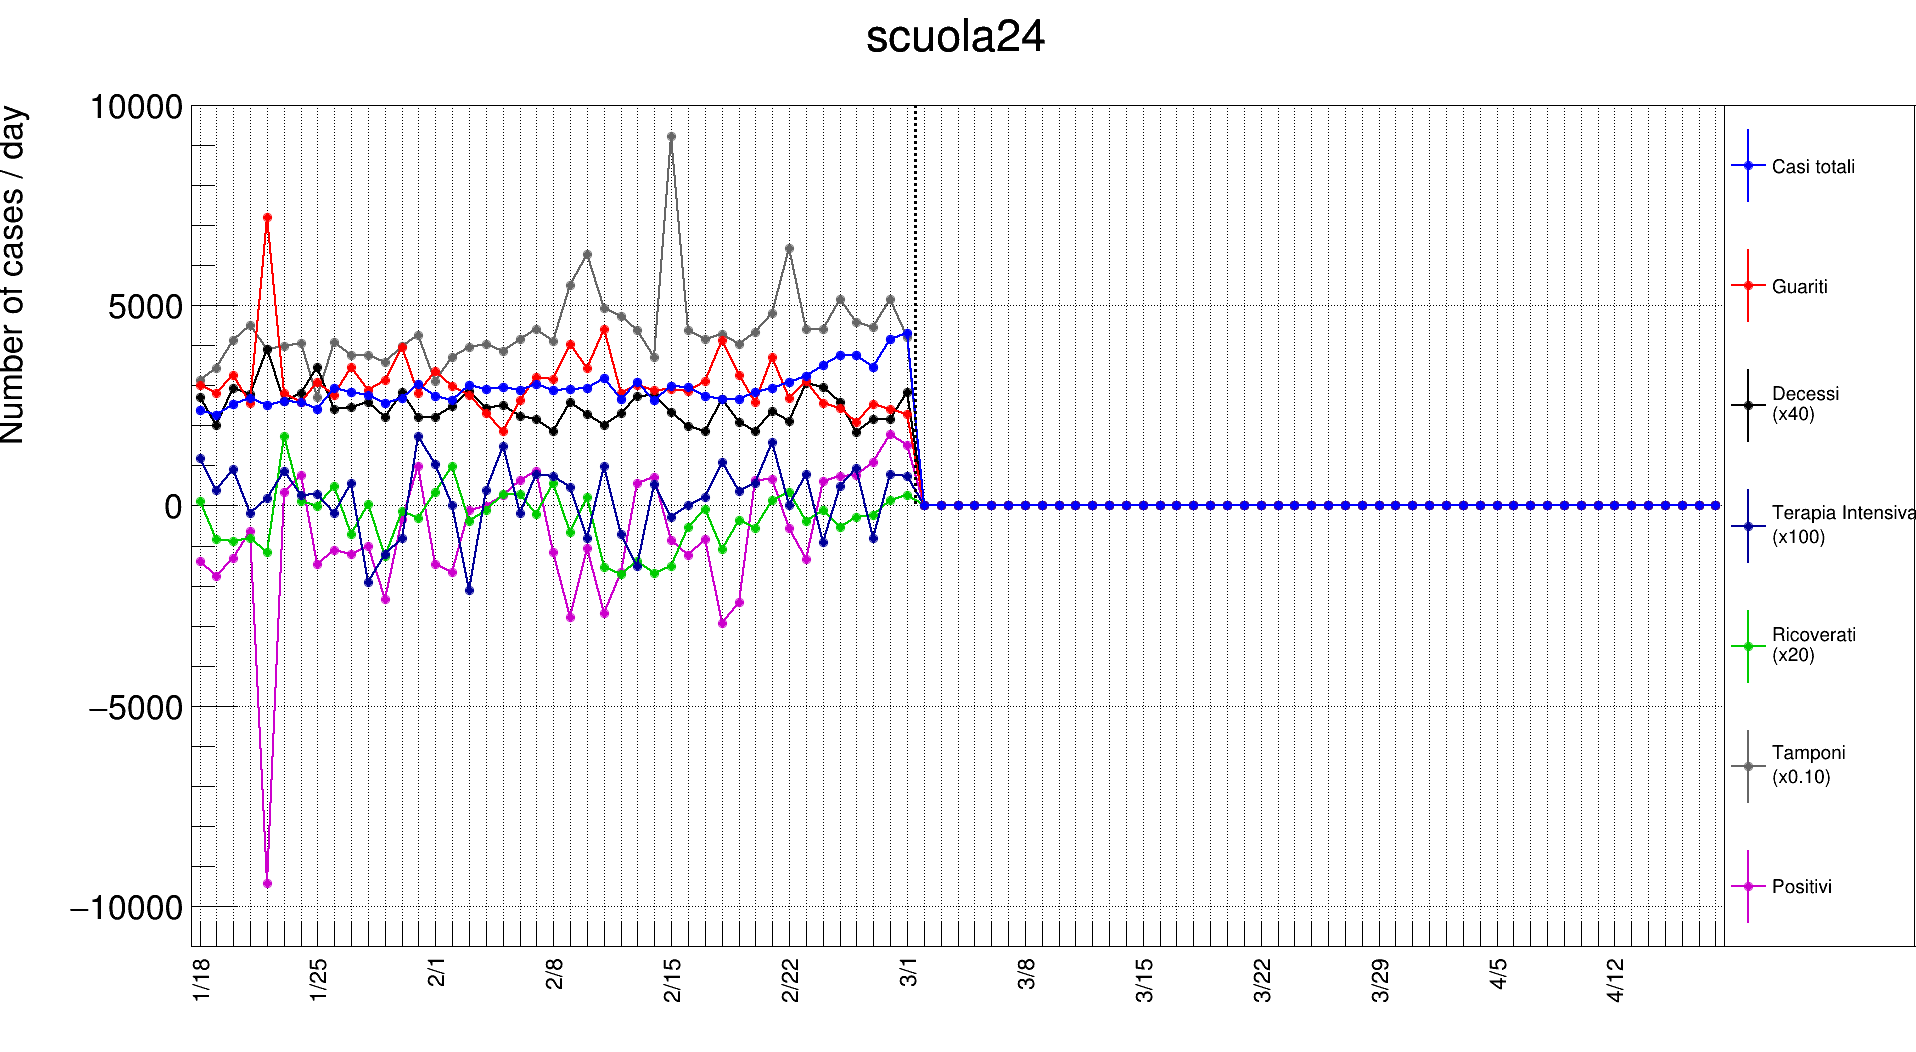 scuola24
Number of cases / day
10000
5000
0
−5000
−10000
1/18
1/25
2/1
2/8
2/15
2/22
3/1
3/8
3/15
3/22
3/29
4/5
4/12
Casi totali
Guariti
Decessi
(x40)
Terapia Intensiva
(x100)
Ricoverati
(x20)
Tamponi
(x0.10)
Positivi